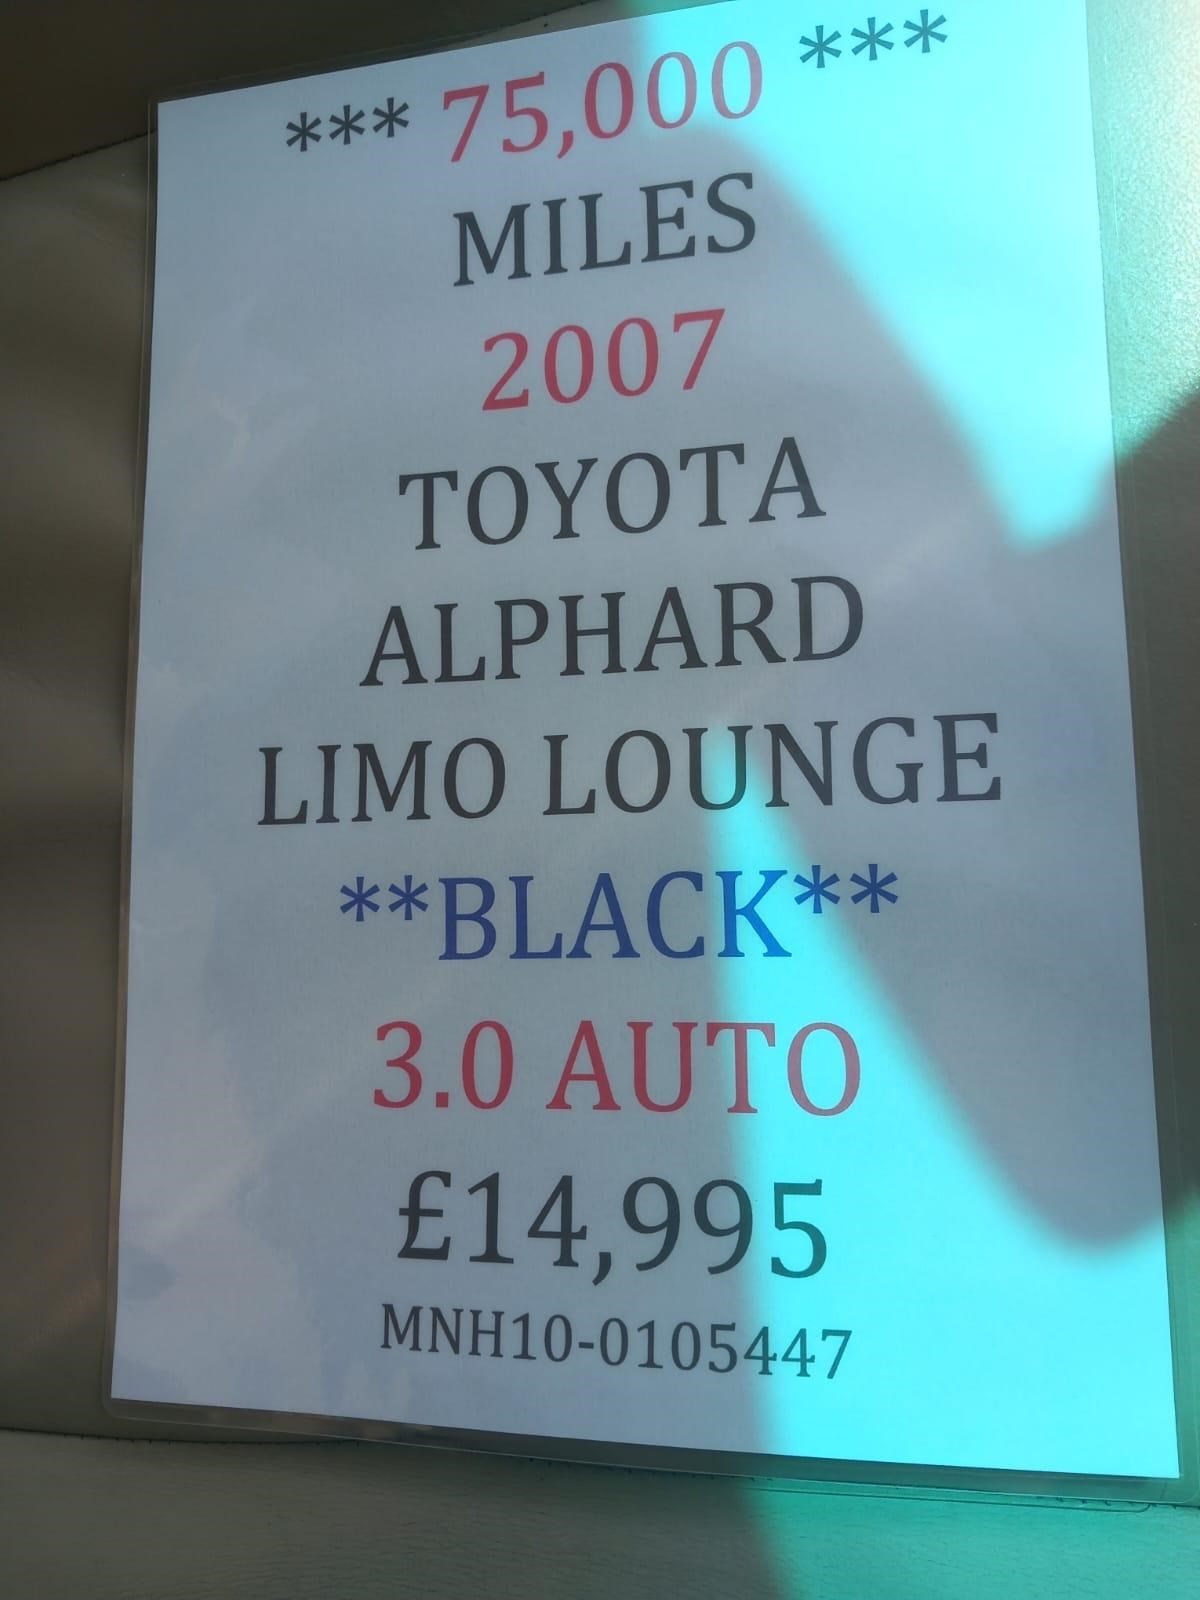 *** 75,000 ***
MILES
2007
TOYOTA
ALPHARD
LIMO LOUNGE
**BLACK**
3.0 AUTO
£14,995
MNH10-0105447